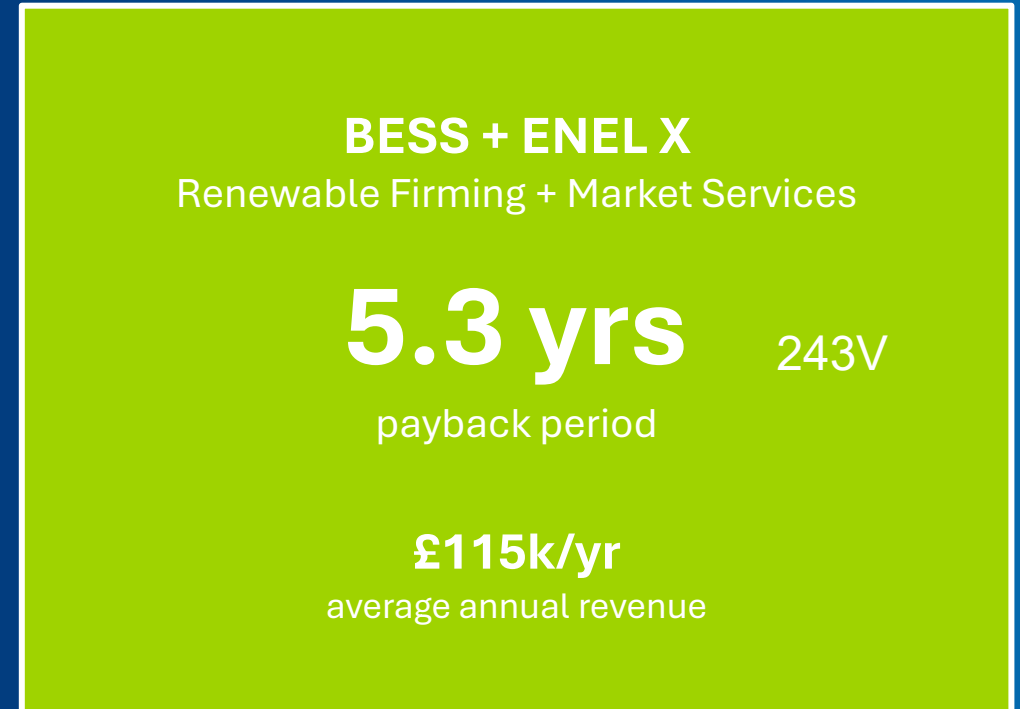 BESS + ENEL X
Renewable Firming + Market Services
5.3 yrs
243V
payback period
£115k/yr
average annual revenue